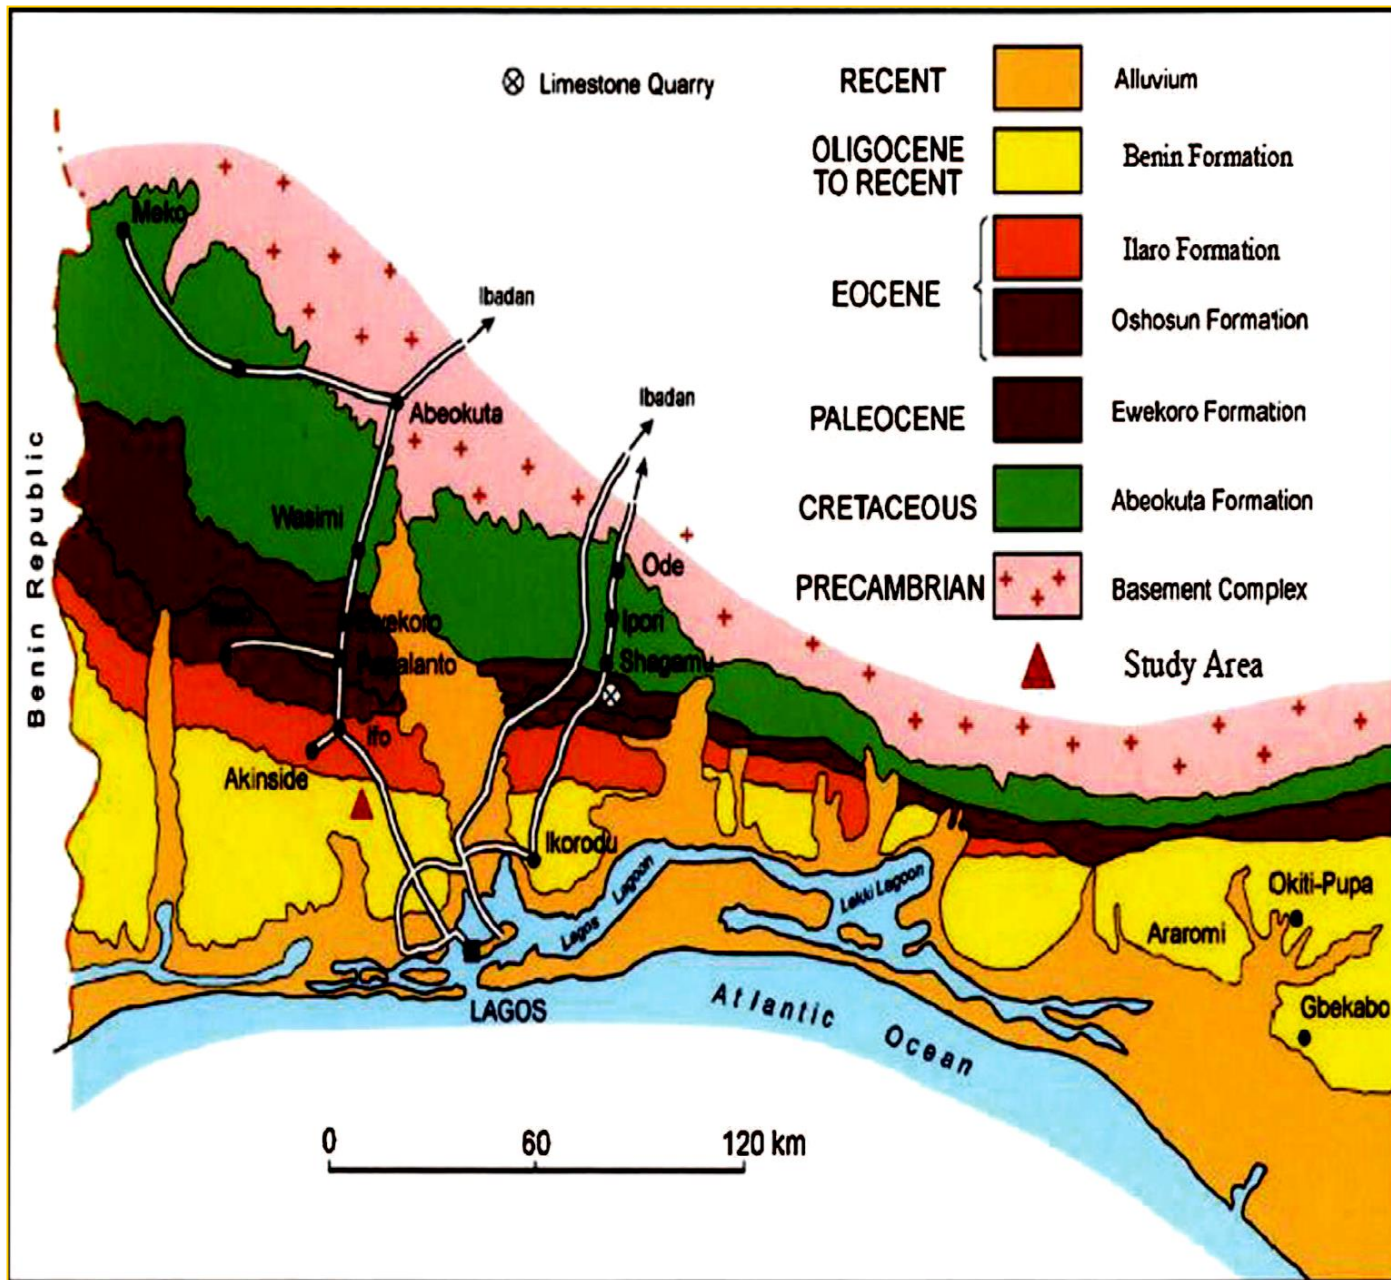 Limestone Quarry
RECENT
Alluvium
OLIGOCENE
TO RECENT
Benin Formation
EOCENE
Ilaro Formation
Oshosun Formation
PALEOCENE
Ewekoro Formation
CRETACEOUS
Abeokuta Formation
PRECAMBRIAN
Basement Complex
Study Area
Meko
Ibadan
Ibadan
Abeokuta
Benin Republic
Wasimi
Ode
Ipori
Shagamu
Ifo
Akinside
Ikorodu
Lagos Lagoon
Lekki Lagoon
Okiti-Pupa
Araromi
Gbekabo
LAGOS
Atlantic Ocean
0 60 120 km